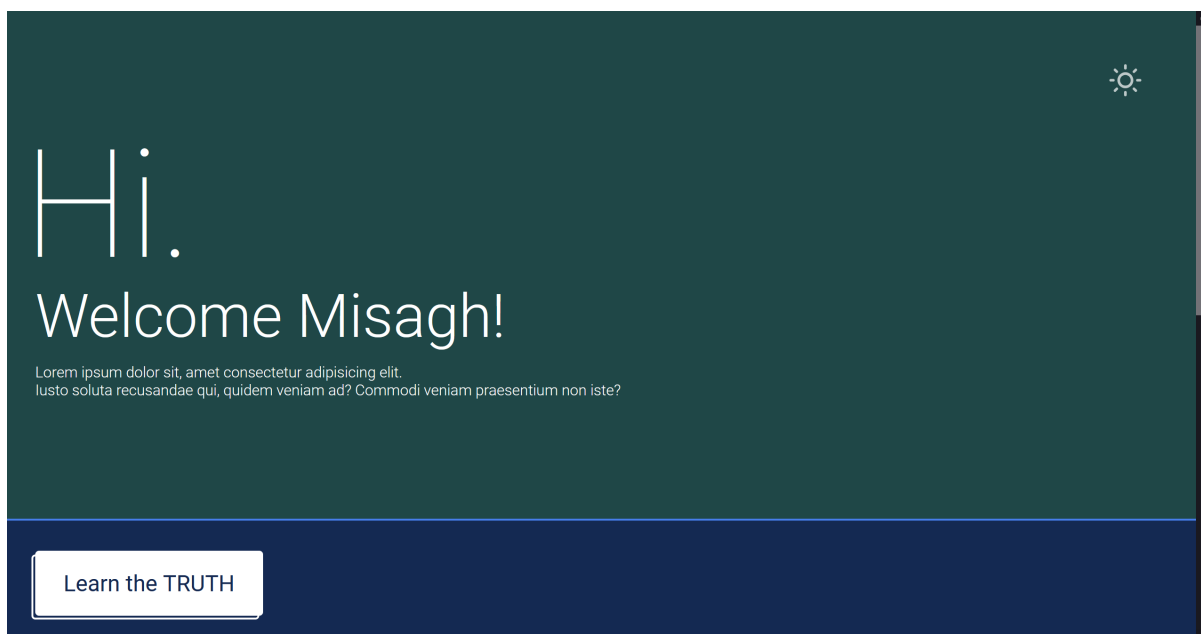 Hi.
Welcome Misagh!
Lorem ipsum dolor sit, amet consectetur adipisicing elit.
Iusto soluta recusandae qui, quidem veniam ad? Commodi veniam praesentium non iste?
Learn the TRUTH